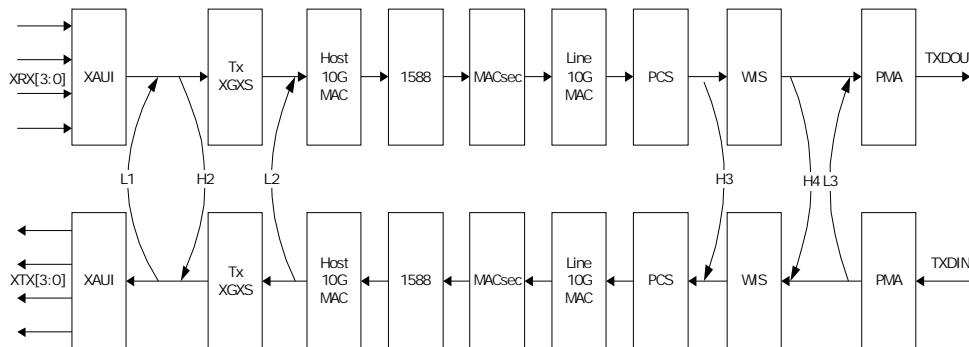 XRX[3:0]
XAUI
Tx
XGXS
Host
10G
MAC
1588
MACsec
Line
10G
MAC
PCS
WIS
PMA
TXDOU
L1
H2
L2
H3
H4
L3
XTX[3:0]
XAUI
Tx
XGXS
Host
10G
MAC
1588
MACsec
Line
10G
MAC
PCS
WIS
PMA
TXDIN